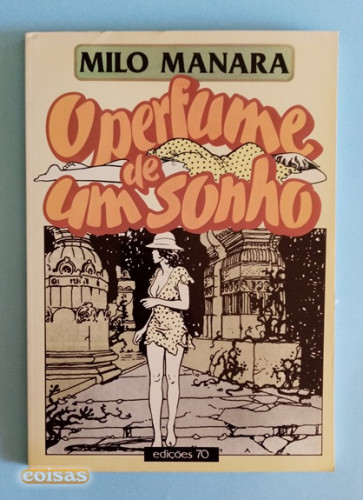 MILO MANARA
O perfume
de
um sonho
edições 70
coisas